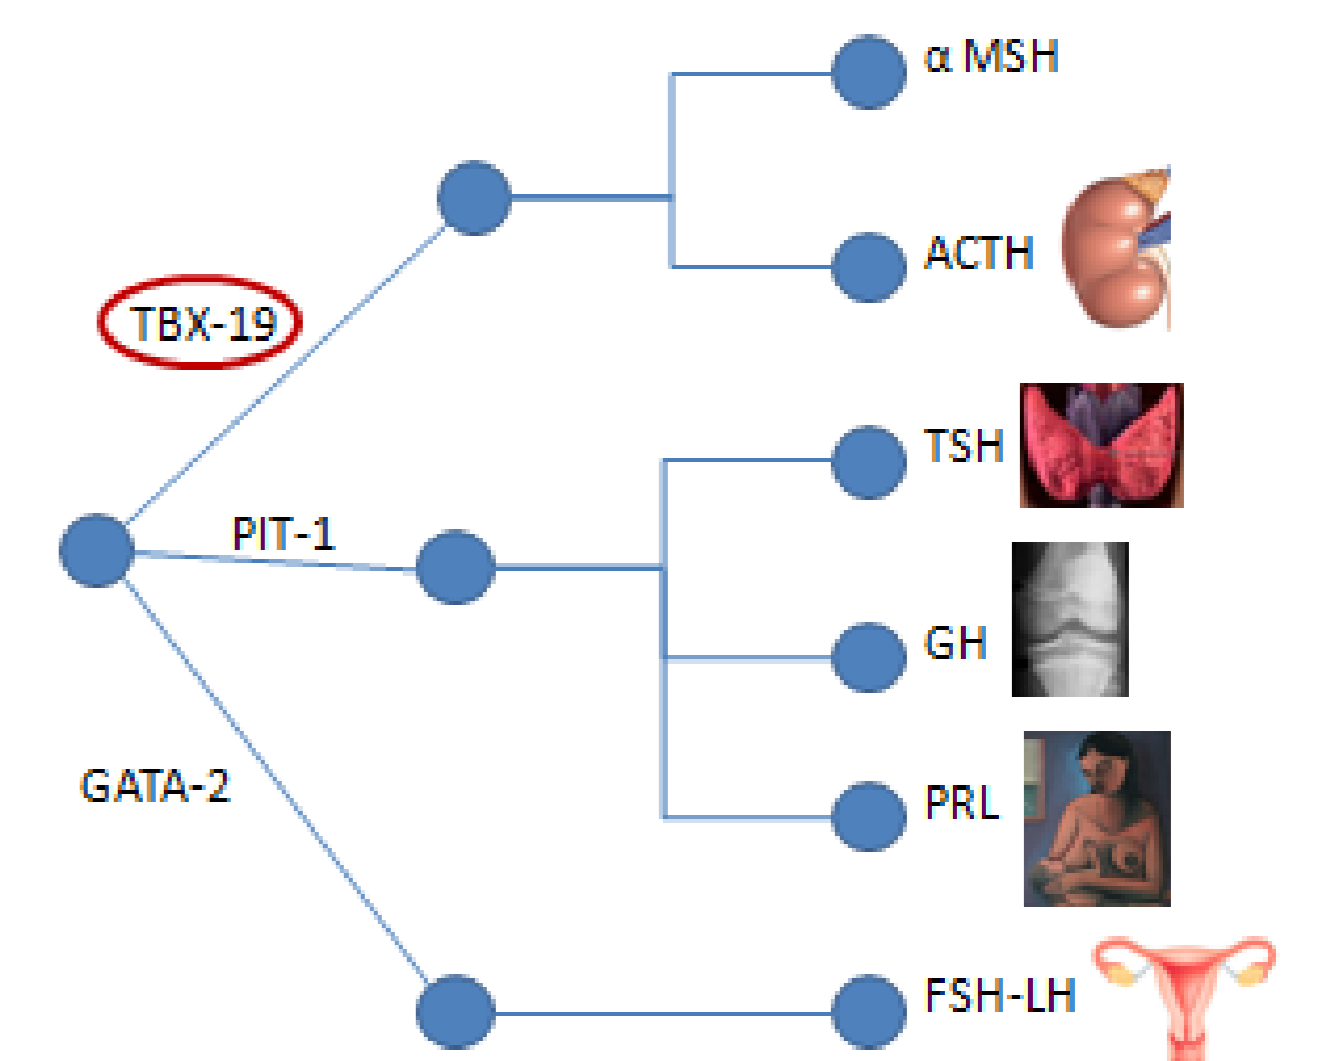 α MSH
ACTH
TBX-19
TSH
PIT-1
GH
GATA-2
PRL
FSH-LH